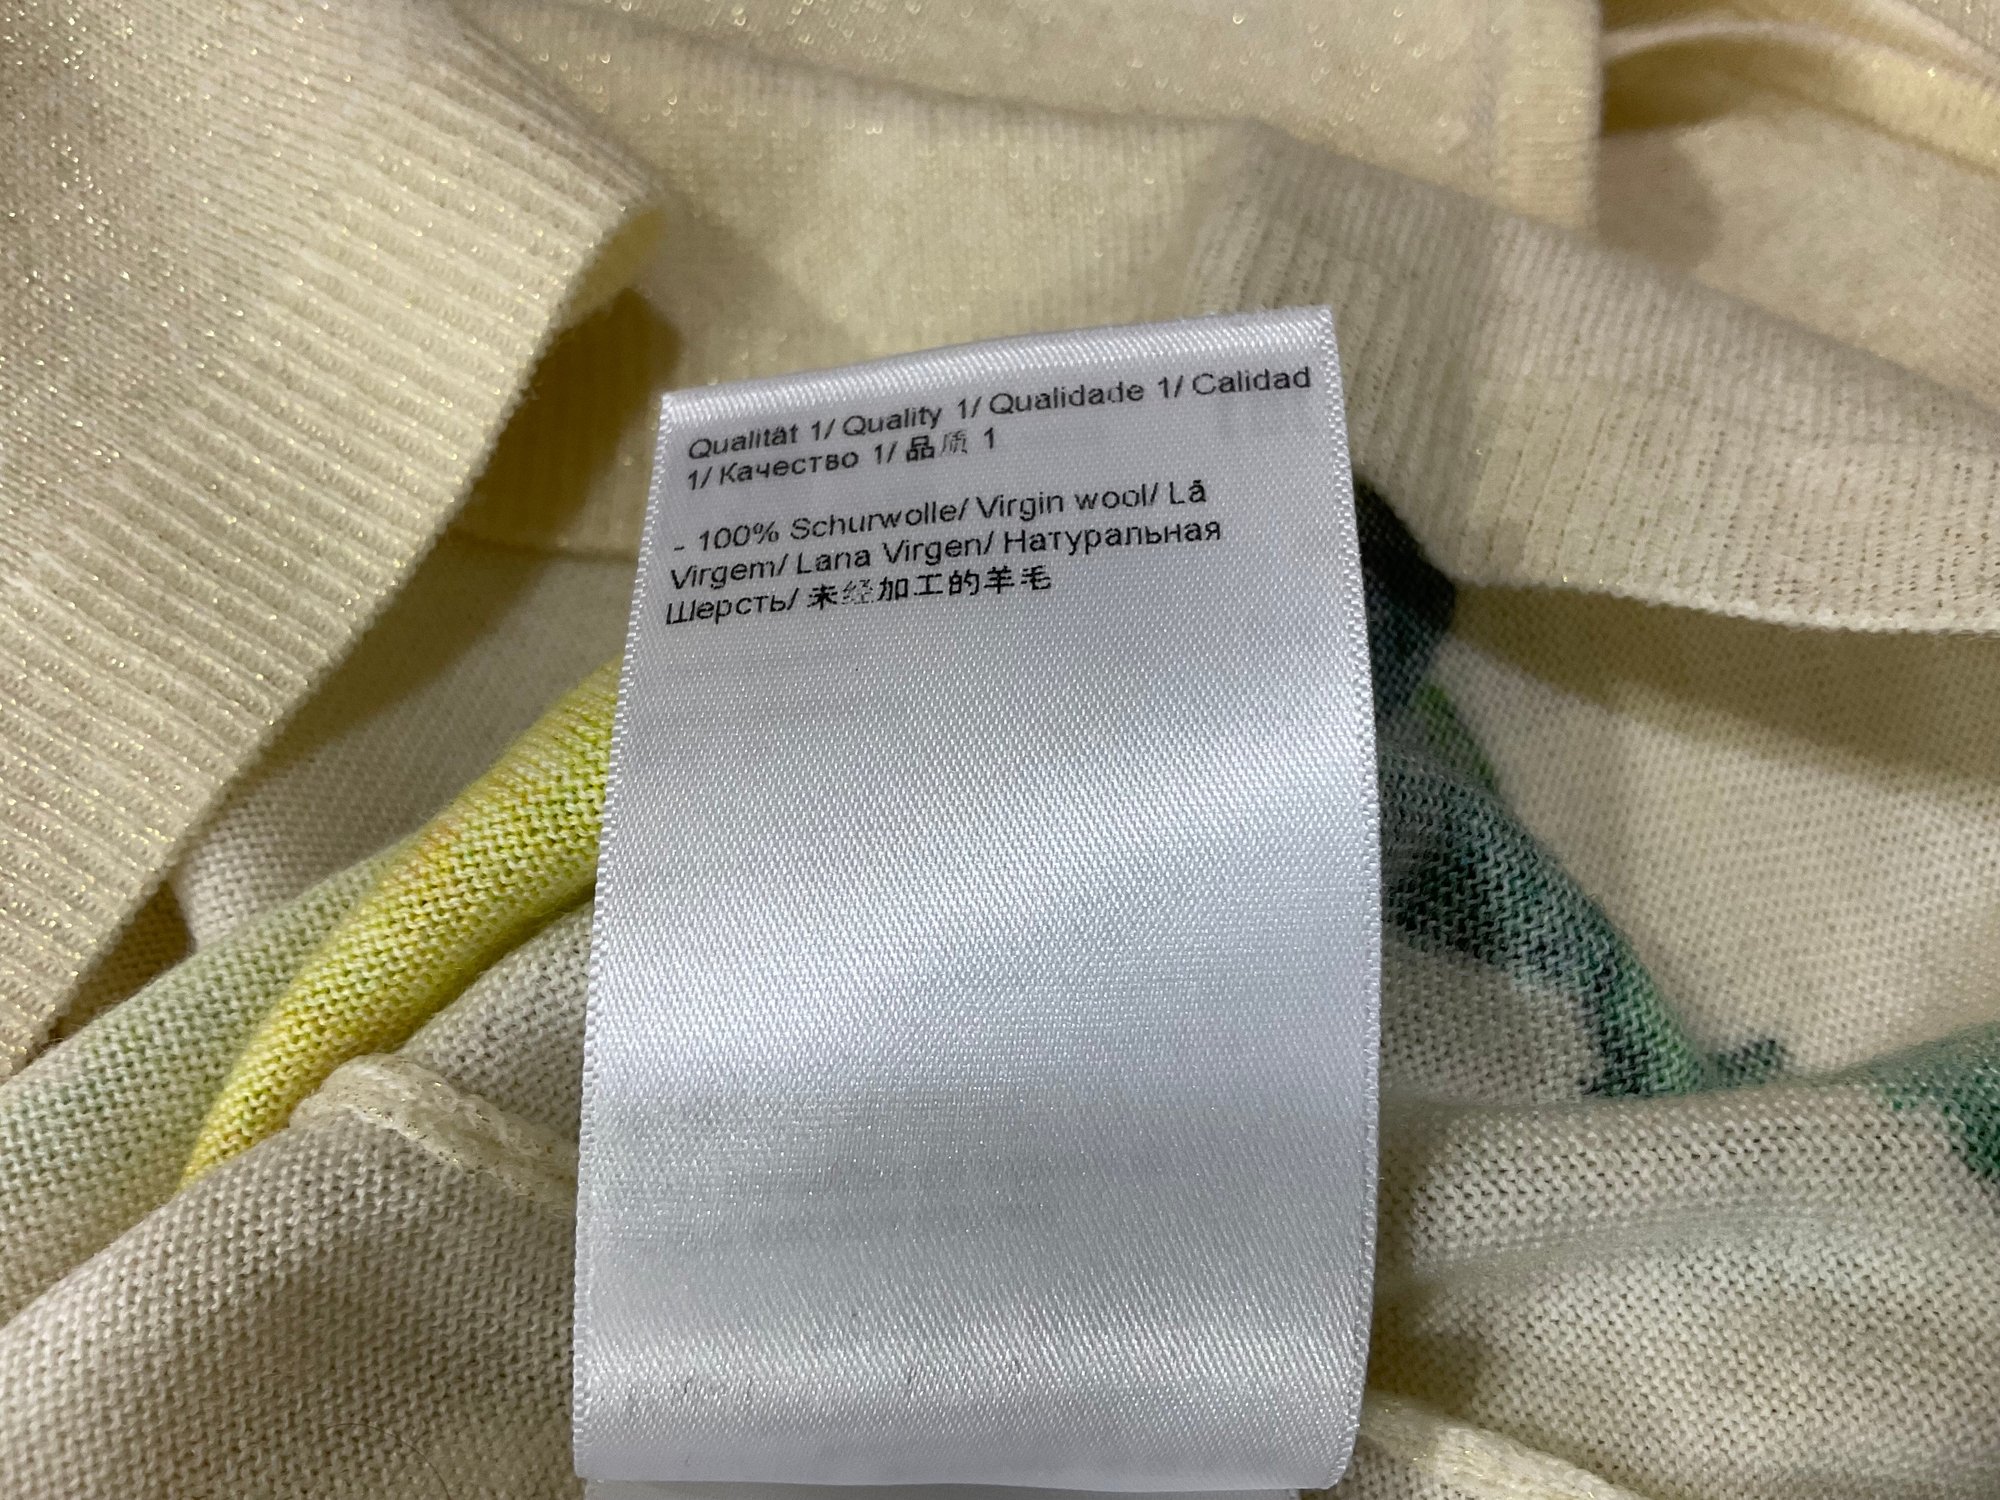 Qualität 1/ Quality 1/ Qualidade 1/ Calidad
1/ Качество 1/ 品质 1
- 100% Schurwolle/ Virgin wool/ Lã
Virgem/ Lana Virgen/ Натуральная
Шерсть/ 未经加工的羊毛